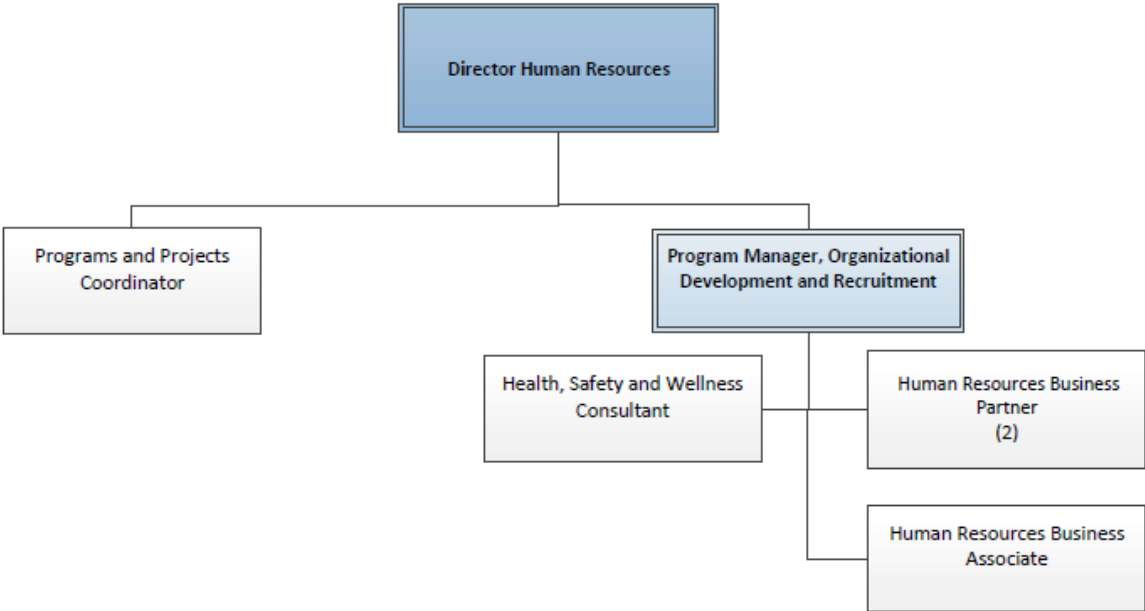 Director Human Resources
Programs and Projects
Coordinator
Program Manager, Organizational
Development and Recruitment
Health, Safety and Wellness
Consultant
Human Resources Business
Partner
(2)
Human Resources Business
Associate